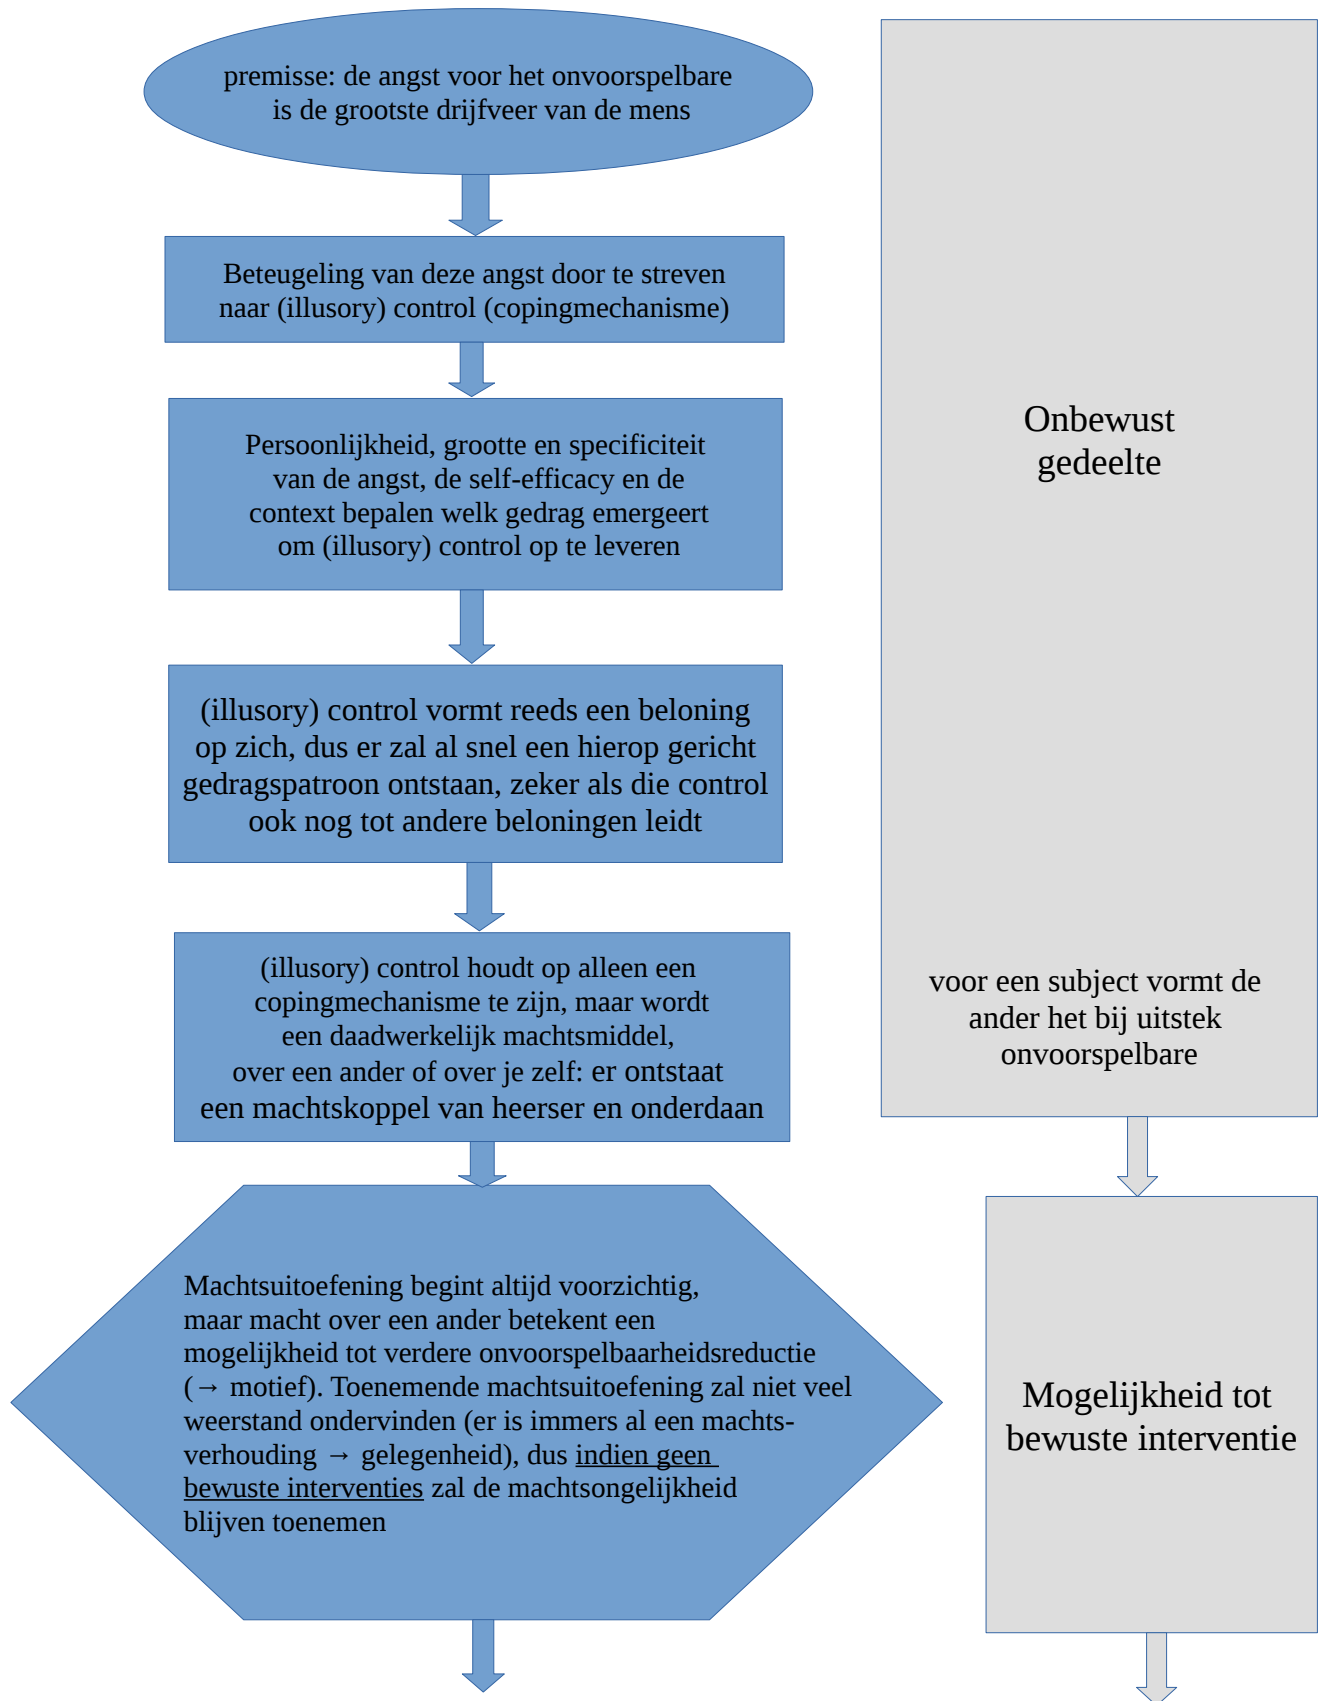 premisse: de angst voor het onvoorspelbare
is de grootste drijfveer van de mens
Beteugeling van deze angst door te streven
naar (illusory) control (copingmechanisme)
Persoonlijkheid, grootte en specificiteit
van de angst, de self-efficacy en de
context bepalen welk gedrag emergeert
om (illusory) control op te leveren
(illusory) control vormt reeds een beloning
op zich, dus er zal al snel een hierop gericht
gedragspatroon ontstaan, zeker als die control
ook nog tot andere beloningen leidt
(illusory) control houdt op alleen een
copingmechanisme te zijn, maar wordt
een daadwerkelijk machtsmiddel,
over een ander of over je zelf: er ontstaat
een machtskoppel van heerser en onderdaan
Machtsuitoefening begint altijd voorzichtig,
maar macht over een ander betekent een
mogelijkheid tot verdere onvoorspelbaarheidsreductie
(→ motief). Toenemende machtsuitoefening zal niet veel
weerstand ondervinden (er is immers al een machts-
verhouding → gelegenheid), dus indien geen
bewuste interventies zal de machtsongelijkheid
blijven toenemen
Onbewust
gedeelte
voor een subject vormt de
ander het bij uitstek
onvoorspelbare
Mogelijkheid tot
bewuste interventie